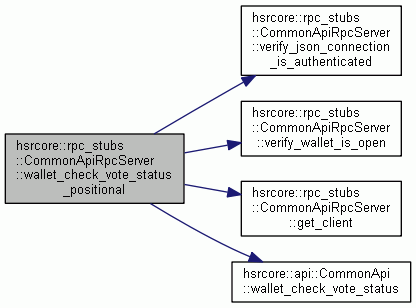 hsrcore::rpc_stubs
::CommonApiRpcServer
::verify_json_connection
_is_authenticated
hsrcore::rpc_stubs
::CommonApiRpcServer
::verify_wallet_is_open
hsrcore::rpc_stubs
::CommonApiRpcServer
::wallet_check_vote_status
_positional
hsrcore::rpc_stubs
::CommonApiRpcServer
::get_client
hsrcore::api::CommonApi
::wallet_check_vote_status